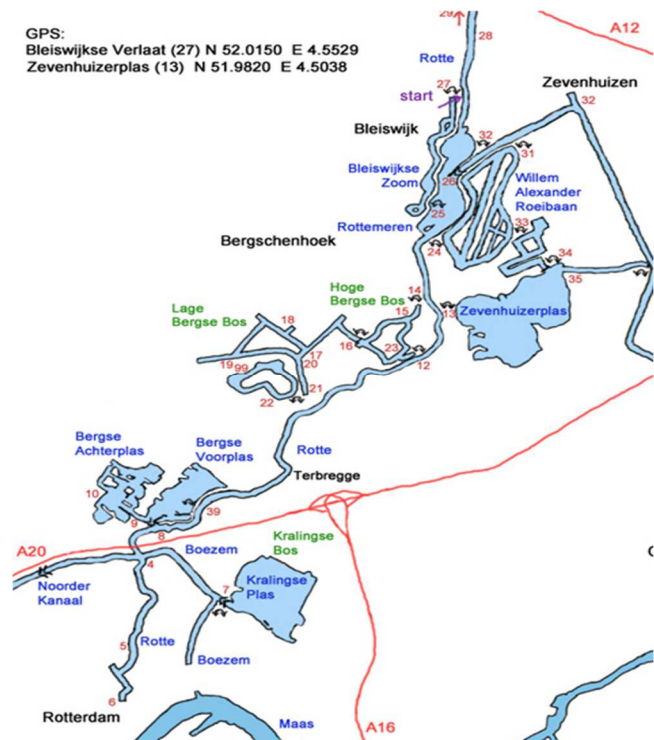 GPS:
Bleiswijkse Verlaat (27) N 52.0150 E 4.5529
Zevenhuizerplas (13) N 51.9820 E 4.5038
29
28
A12
Rotte
27
start
Zevenhuizen
32
Bleiswijk
32
31
Bleiswijkse
Zoom
26
Willem
Alexander
Roeibaan
25
Rottemeren
33
Bergschenhoek
24
34
35
Hoge
Bergse Bos
14
15
13
Zevenhuizerplas
Lage
Bergse Bos
18
16
23
12
17
20
19
99
21
22
Bergse
Achterplas
Bergse
Voorplas
Rotte
Terbregge
10
9
39
8
A20
Boezem
Kralingse
Bos
4
Noorder
Kanaal
7
Kralingse
Plas
5
Rotte
Boezem
6
Rotterdam
Maas
A16